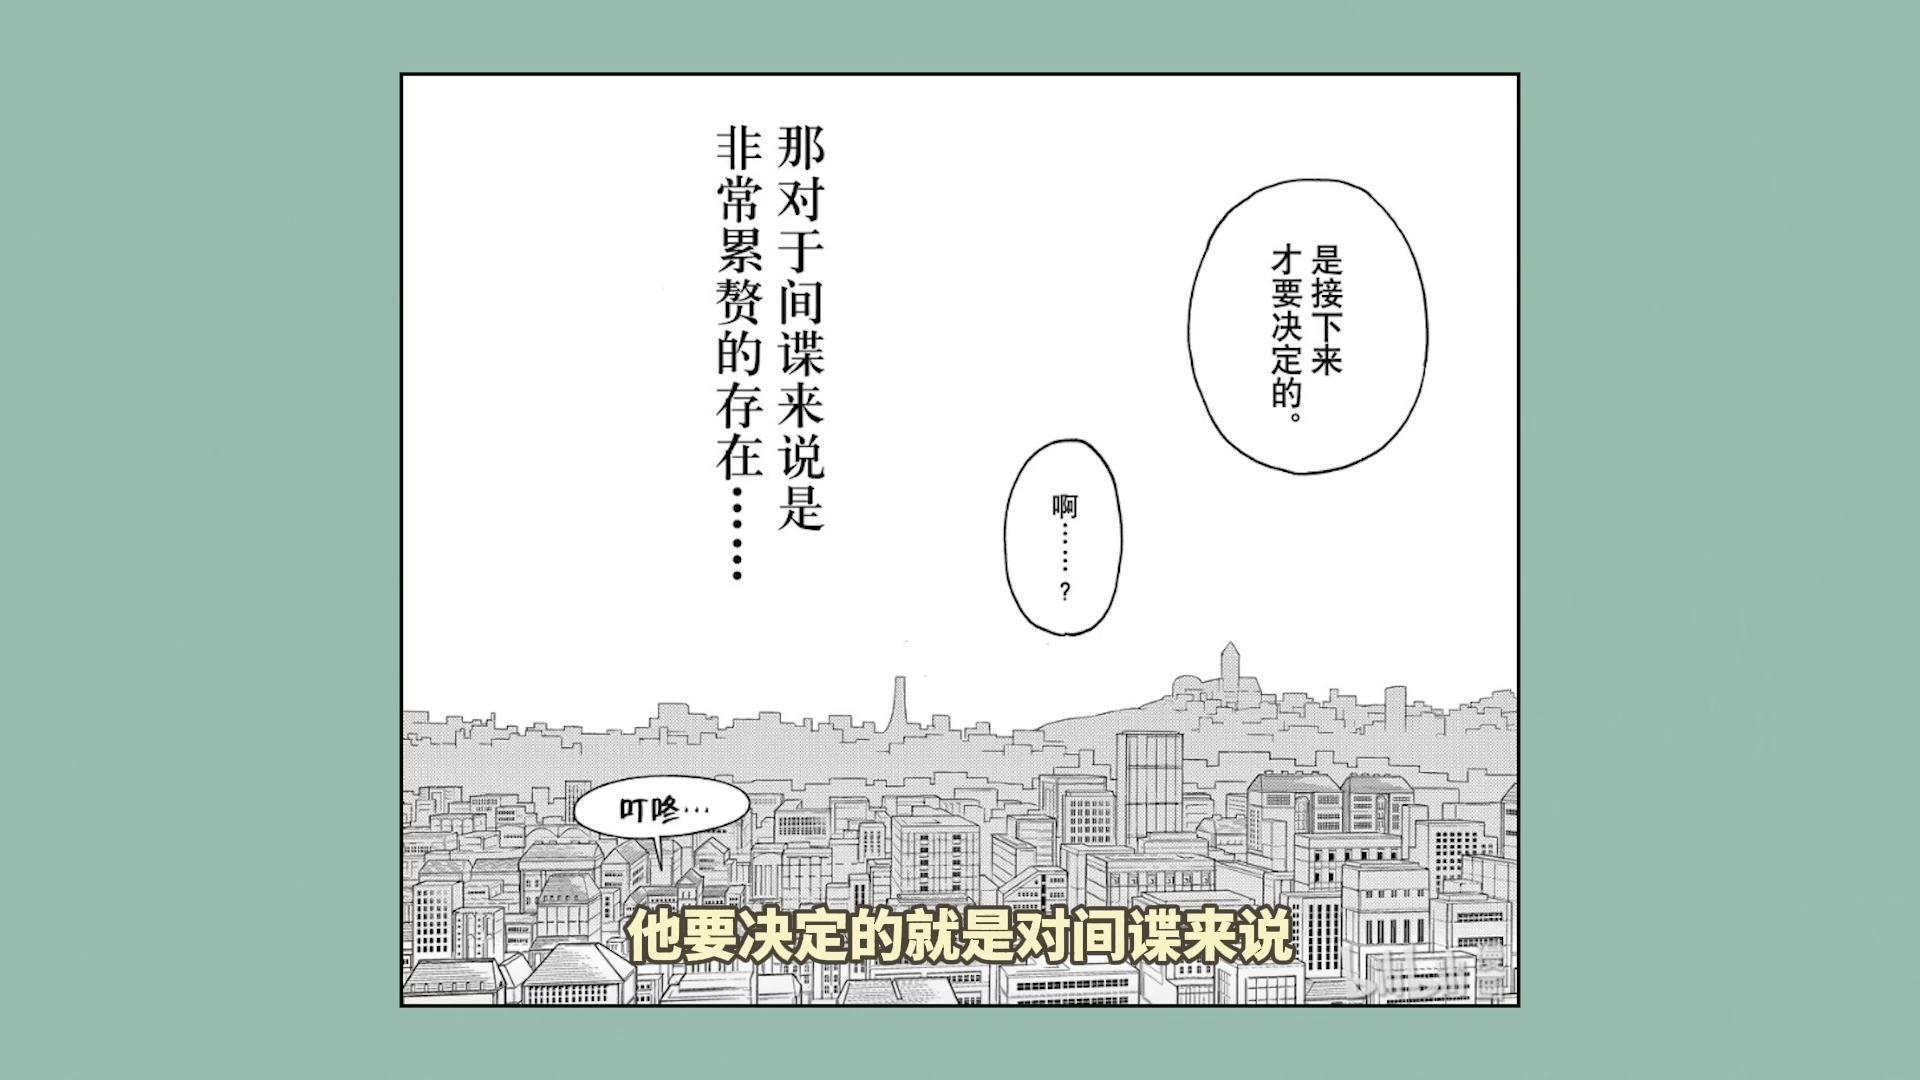 是接下来
才要决定的。
啊……?
那对于间谍来说是
非常累赘的存在……
叮咚…
他要决定的就是对间谍来说